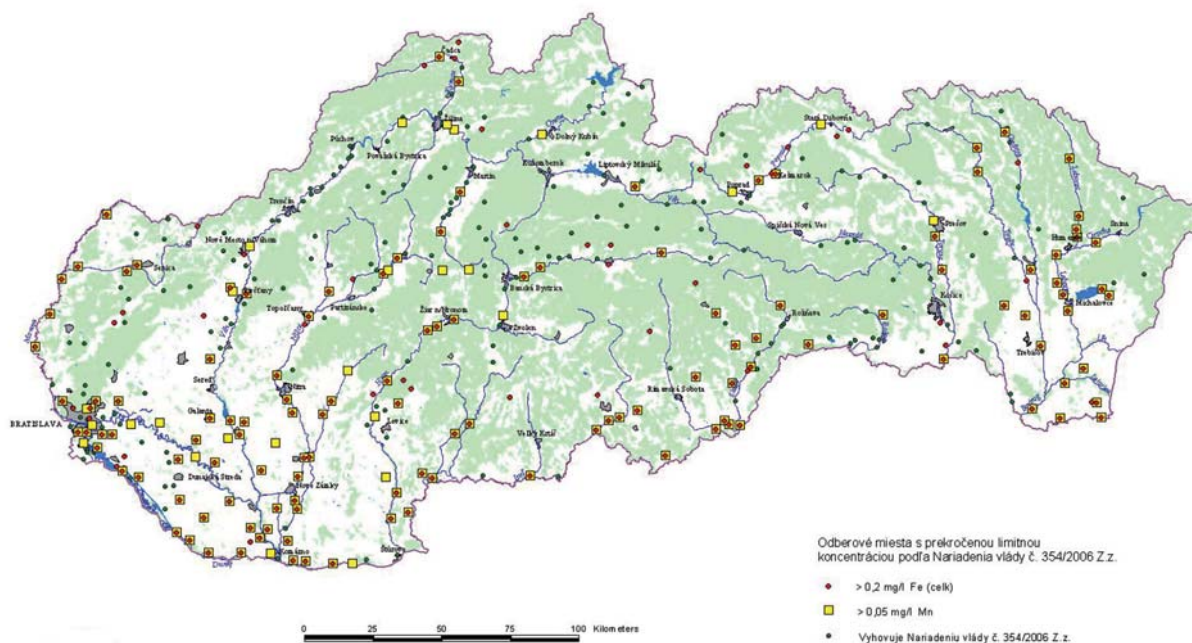 Čadca
Žilina
Púchov
Považská Bystrica
Dolný Kubín
Stará Ľubovňa
Ružomberok
Liptovský Mikuláš
Kežmarok
Martin
Poprad
Trenčín
Váh
Spišská Nová Ves
Hornád
Prešov
Snina
Nové Mesto n/Váhom
Senica
Banská Bystrica
Michalovce
Piešťany
Topoľčany
Partizánske
Žiar n/Hronom
Zvolen
Košice
Rožňava
Trebišov
Sereď
Nitra
Rimavská Sobota
Galanta
BRATISLAVA
Levice
Veľký Krtíš
Dunajská Streda
Nové Zámky
Komárno
Štúrovo
Dunaj
Odberové miesta s prekročenou limitnou
koncentráciou podľa Nariadenia vlády č. 354/2006 Z.z.
> 0,2 mg/l Fe (celk)
> 0,05 mg/l Mn
Vyhovuje Nariadeniu vlády č. 354/2006 Z.z.
0 25 50 100 Kilometers